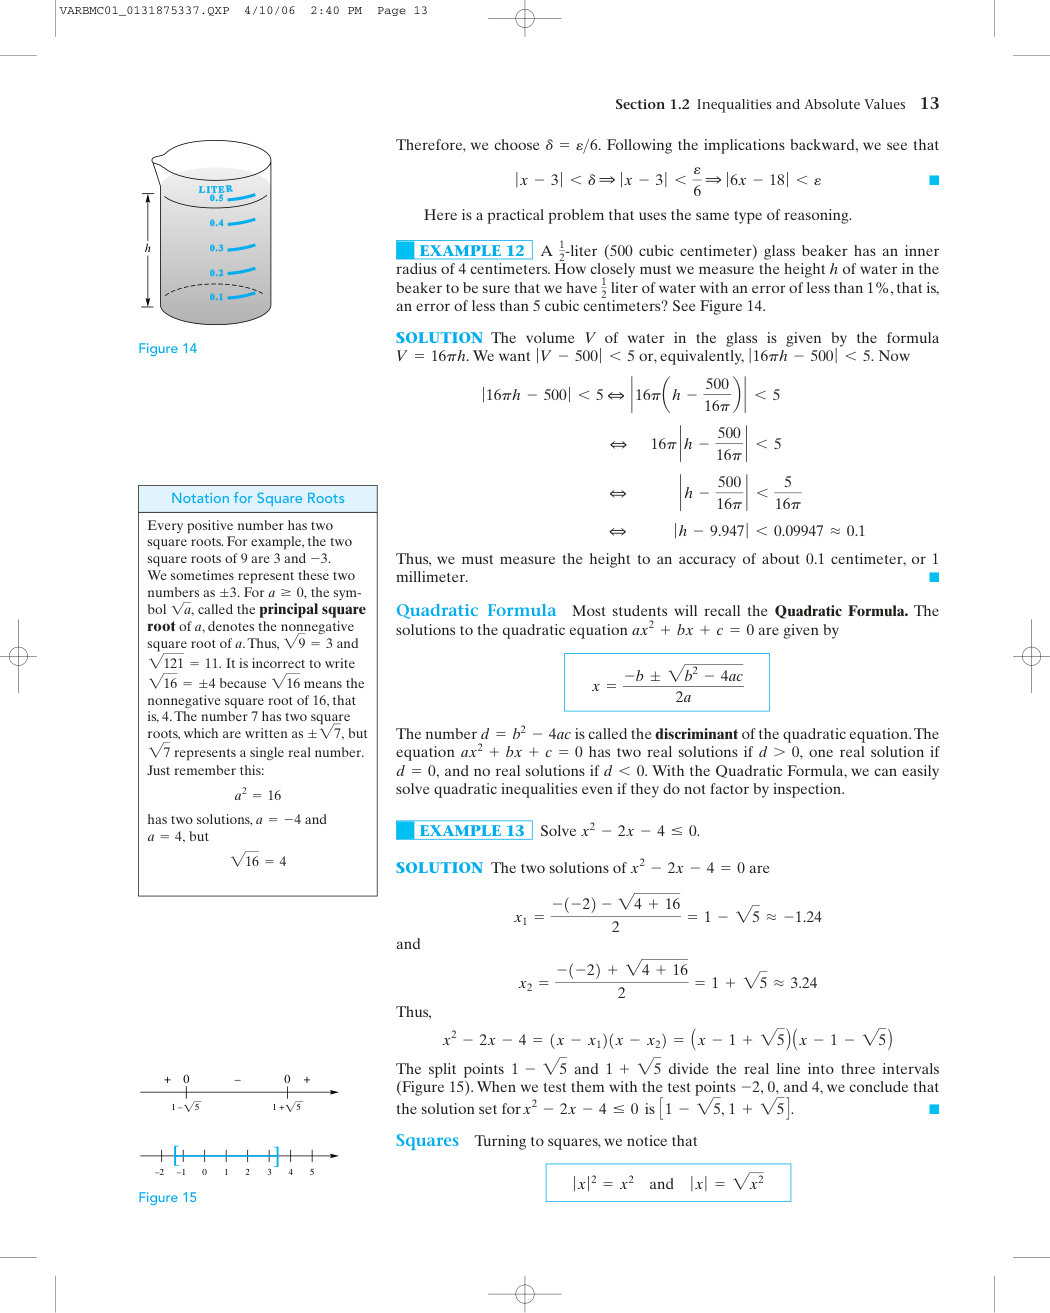 VARBMC01_0131875337.QXP 4/10/06 2:40 PM Page 13
Section 1.2 Inequalities and Absolute Values 13
Therefore, we choose δ = ε/6. Following the implications backward, we see that
|x − 3| < δ ⇒ |x − 3| < ε/6 ⇒ |6x − 18| < ε
Here is a practical problem that uses the same type of reasoning.
EXAMPLE 12 A ½-liter (500 cubic centimeter) glass beaker has an inner
radius of 4 centimeters. How closely must we measure the height h of water in the
beaker to be sure that we have ½ liter of water with an error of less than 1%, that is,
an error of less than 5 cubic centimeters? See Figure 14.
LITER
0.5
0.4
0.3
0.2
0.1
h
Figure 14
SOLUTION The volume V of water in the glass is given by the formula
V = 16πh. We want |V − 500| < 5 or, equivalently, |16πh − 500| < 5. Now
|16πh − 500| < 5 ⇔ |16π(h − 500/16π)| < 5
⇔ 16π|h − 500/16π| < 5
⇔ |h − 500/16π| < 5/16π
⇔ |h − 9.947| < 0.09947 ≈ 0.1
Thus, we must measure the height to an accuracy of about 0.1 centimeter, or 1
millimeter.
Notation for Square Roots
Every positive number has two
square roots. For example, the two
square roots of 9 are 3 and −3.
We sometimes represent these two
numbers as ±3. For a ≥ 0, the sym-
bol √a, called the principal square
root of a, denotes the nonnegative
square root of a. Thus, √9 = 3 and
√121 = 11. It is incorrect to write
√16 = ±4 because √16 means the
nonnegative square root of 16, that
is, 4. The number 7 has two square
roots, which are written as ±√7, but
√7 represents a single real number.
Just remember this:
a² = 16
has two solutions, a = −4 and
a = 4, but
√16 = 4
Quadratic Formula Most students will recall the Quadratic Formula. The
solutions to the quadratic equation ax² + bx + c = 0 are given by
x = (−b ± √(b² − 4ac))/2a
The number d = b² − 4ac is called the discriminant of the quadratic equation. The
equation ax² + bx + c = 0 has two real solutions if d > 0, one real solution if
d = 0, and no real solutions if d < 0. With the Quadratic Formula, we can easily
solve quadratic inequalities even if they do not factor by inspection.
EXAMPLE 13 Solve x² − 2x − 4 ≤ 0.
SOLUTION The two solutions of x² − 2x − 4 = 0 are
x₁ = (−(−2) − √(4 + 16))/2 = 1 − √5 ≈ −1.24
and
x₂ = (−(−2) + √(4 + 16))/2 = 1 + √5 ≈ 3.24
Thus,
x² − 2x − 4 = (x − x₁)(x − x₂) = (x − 1 + √5)(x − 1 − √5)
The split points 1 − √5 and 1 + √5 divide the real line into three intervals
(Figure 15). When we test them with the test points −2, 0, and 4, we conclude that
the solution set for x² − 2x − 4 ≤ 0 is [1 − √5, 1 + √5].
+ 0 − 0 +
1 − √5 1 + √5
−2 −1 0 1 2 3 4 5
Figure 15
Squares Turning to squares, we notice that
|x|² = x² and |x| = √x²